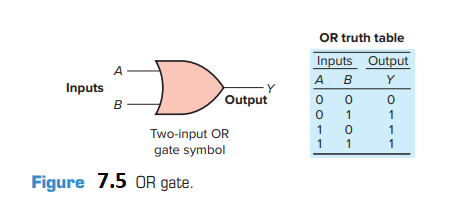 A
Inputs
B
Y
Output
Two-input OR
gate symbol
OR truth table
Inputs Output
A B Y
0 0 0
0 1 1
1 0 1
1 1 1
Figure 7.5 OR gate.